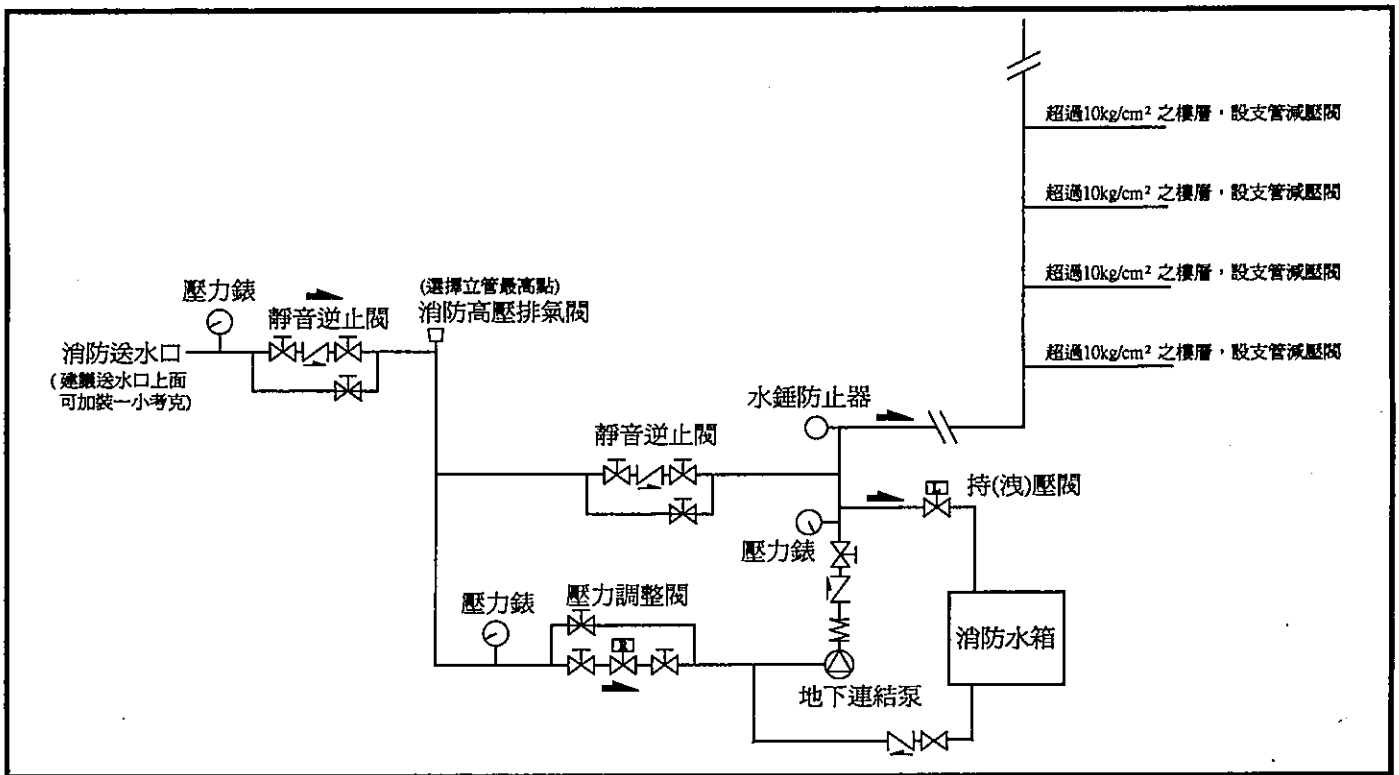 超過10kg/cm² 之樓層，設支管減壓閥
超過10kg/cm² 之樓層，設支管減壓閥
超過10kg/cm² 之樓層，設支管減壓閥
超過10kg/cm² 之樓層，設支管減壓閥
壓力錶
靜音逆止閥
(選擇立管最高點)
消防高壓排氣閥
消防送水口
(建議送水口上面
可加裝一小考克)
水錘防止器
靜音逆止閥
L
持(洩)壓閥
壓力錶
壓力錶
壓力調整閥
R
消防水箱
地下連結泵